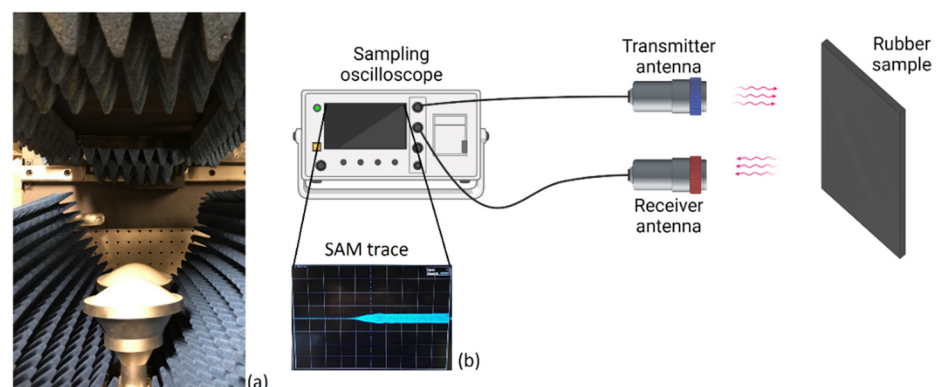 Sampling
oscilloscope
Transmitter
antenna
Rubber
sample
Receiver
antenna
SAM trace
(a)
(b)